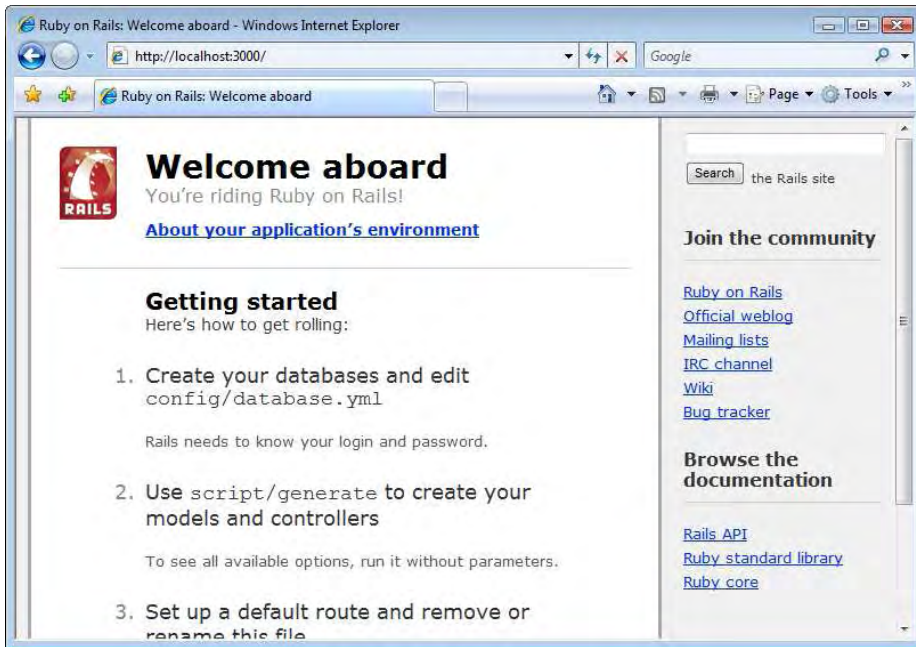 Ruby on Rails: Welcome aboard - Windows Internet Explorer
http://localhost:3000/
Google
Ruby on Rails: Welcome aboard
Page
Tools
RAILS
Welcome aboard
You're riding Ruby on Rails!
About your application's environment
Getting started
Here's how to get rolling:
1. Create your databases and edit
config/database.yml
Rails needs to know your login and password.
2. Use script/generate to create your
models and controllers
To see all available options, run it without parameters.
3. Set up a default route and remove or
rename this file
Search the Rails site
Join the community
Ruby on Rails
Official weblog
Mailing lists
IRC channel
Wiki
Bug tracker
Browse the
documentation
Rails API
Ruby standard library
Ruby core